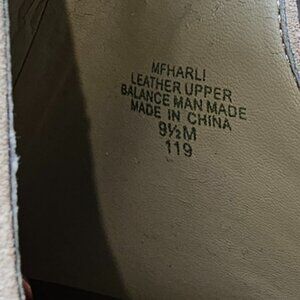 MFHARLI
LEATHER UPPER
BALANCE MAN MADE
MADE IN CHINA
9½M
119